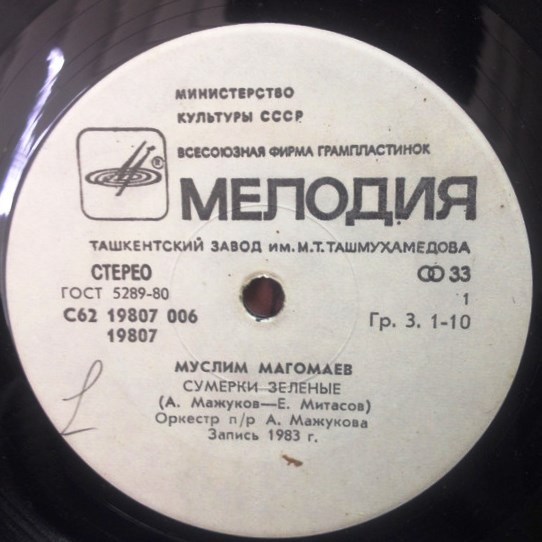 МИНИСТЕРСТВО
КУЛЬТУРЫ СССР
ВСЕСОЮЗНАЯ ФИРМА ГРАМПЛАСТИНОК
МЕЛОДИЯ
ТАШКЕНТСКИЙ ЗАВОД ИМ. М.Т. ТАШМУХАМЕДОВА
СТЕРЕО 33
ГОСТ 5289-80 1
С62 19807 006 Гр. 3. 1-10
19807
МУСЛИМ МАГОМАЕВ
СУМЕРКИ ЗЕЛЕНЫЕ
(А. Мажуков—Е. Митасов)
Оркестр п/р А. Мажукова
Запись 1983 г.